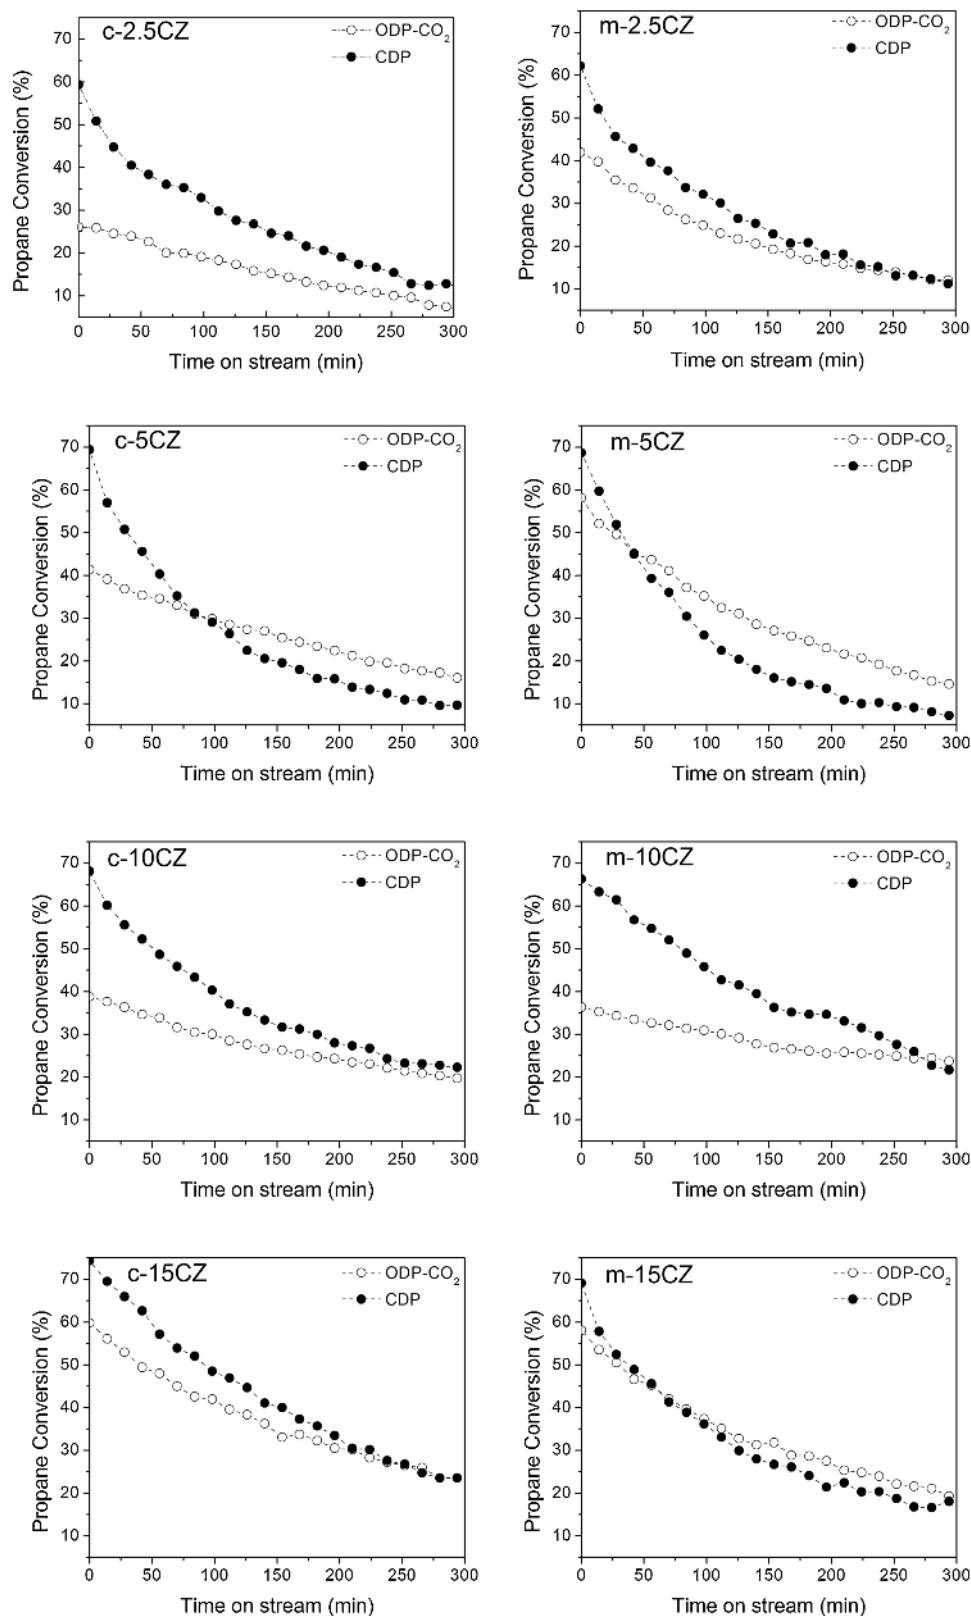 c-2.5CZ
ODP-CO₂
CDP
70
60
50
40
30
20
10
0 50 100 150 200 250 300
Propane Conversion (%)
Time on stream (min)
m-2.5CZ
ODP-CO₂
CDP
70
60
50
40
30
20
10
0 50 100 150 200 250 300
Propane Conversion (%)
Time on stream (min)
c-5CZ
ODP-CO₂
CDP
70
60
50
40
30
20
10
0 50 100 150 200 250 300
Propane Conversion (%)
Time on stream (min)
m-5CZ
ODP-CO₂
CDP
70
60
50
40
30
20
10
0 50 100 150 200 250 300
Propane Conversion (%)
Time on stream (min)
c-10CZ
ODP-CO₂
CDP
70
60
50
40
30
20
10
0 50 100 150 200 250 300
Propane Conversion (%)
Time on stream (min)
m-10CZ
ODP-CO₂
CDP
70
60
50
40
30
20
10
0 50 100 150 200 250 300
Propane Conversion (%)
Time on stream (min)
c-15CZ
ODP-CO₂
CDP
70
60
50
40
30
20
10
0 50 100 150 200 250 300
Propane Conversion (%)
Time on stream (min)
m-15CZ
ODP-CO₂
CDP
70
60
50
40
30
20
10
0 50 100 150 200 250 300
Propane Conversion (%)
Time on stream (min)